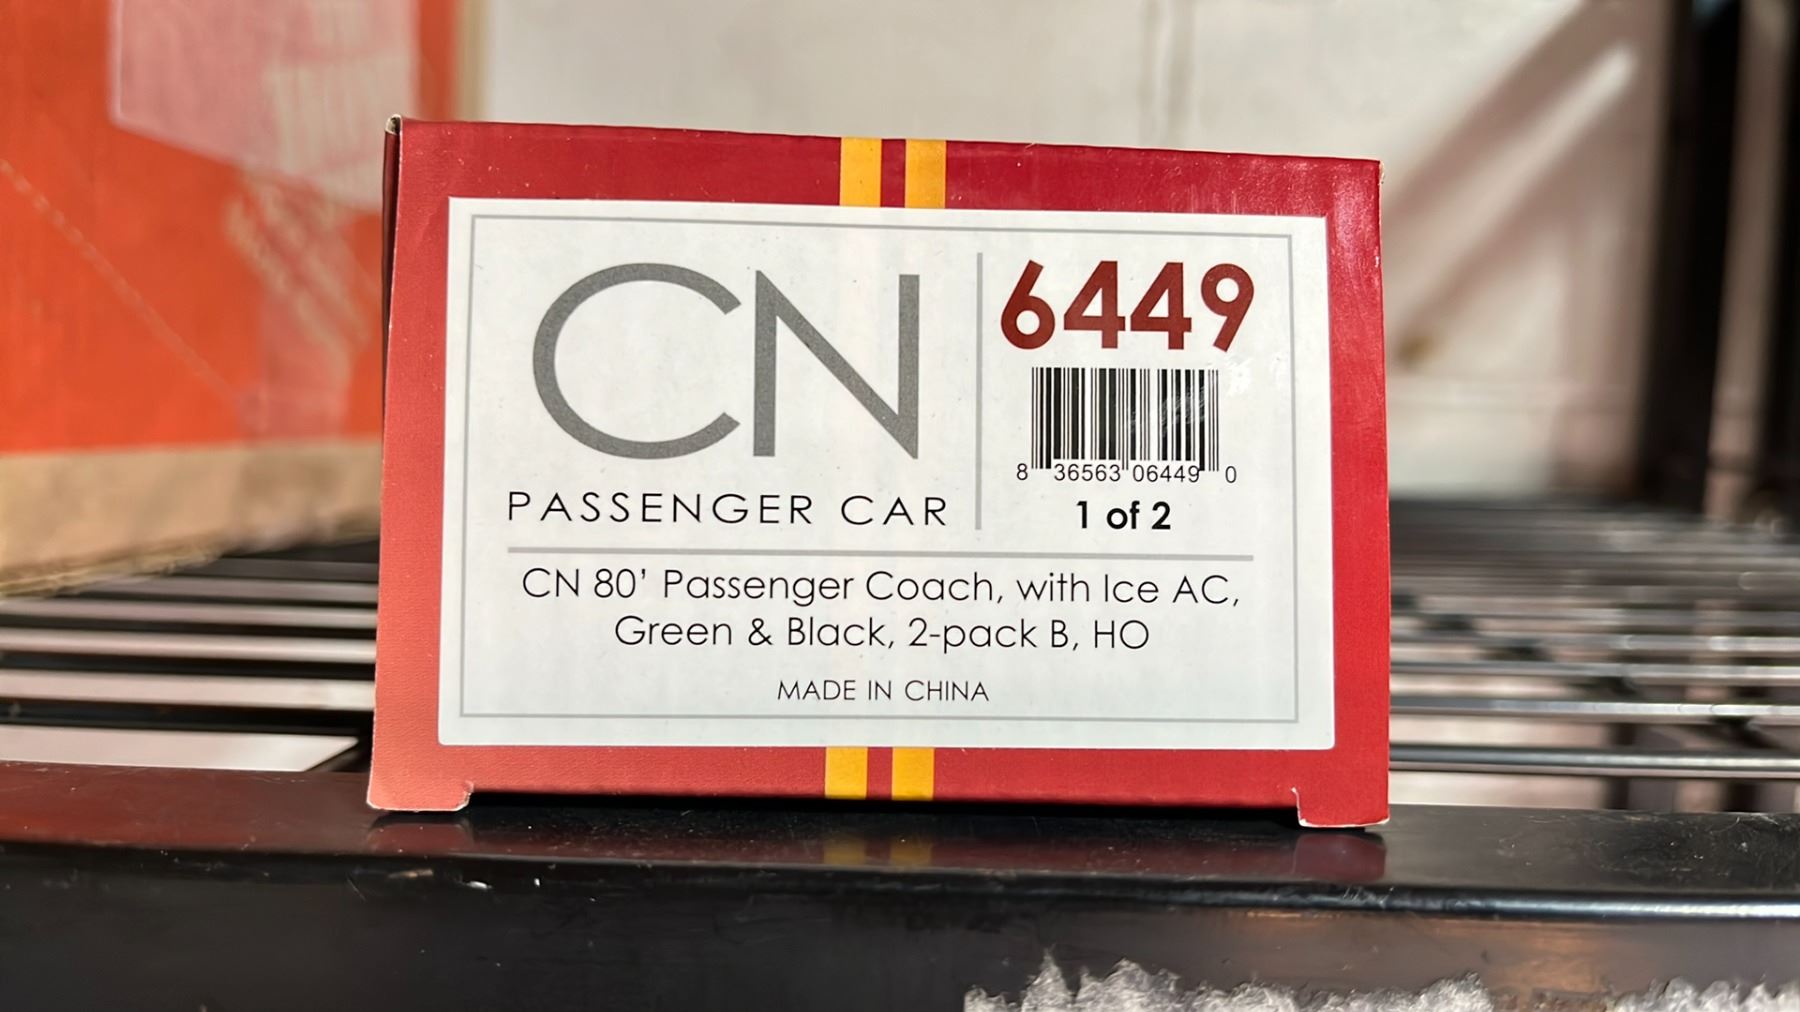 CN
PASSENGER CAR
6449
8 36563 06449 0
1 of 2
CN 80' Passenger Coach, with Ice AC,
Green & Black, 2-pack B, HO
MADE IN CHINA